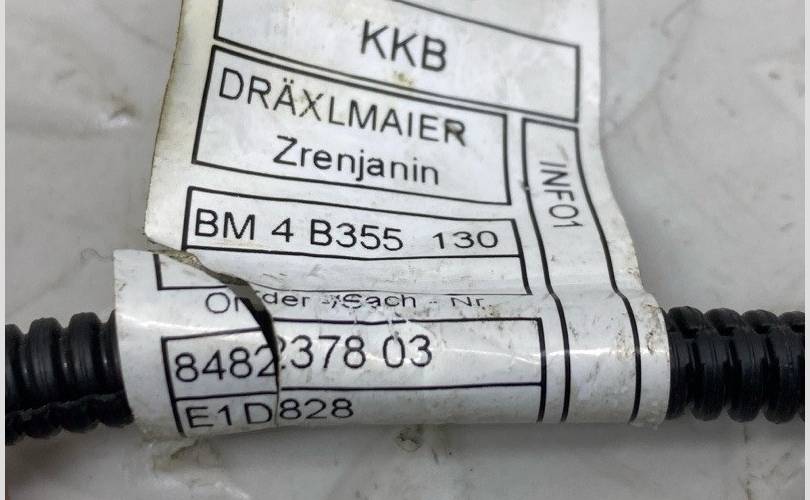 KKB
DRÄXLMAIER
Zrenjanin
INFO1
BM 4 B355 130
Order-/Sach - Nr.
8482378 03
E1D828